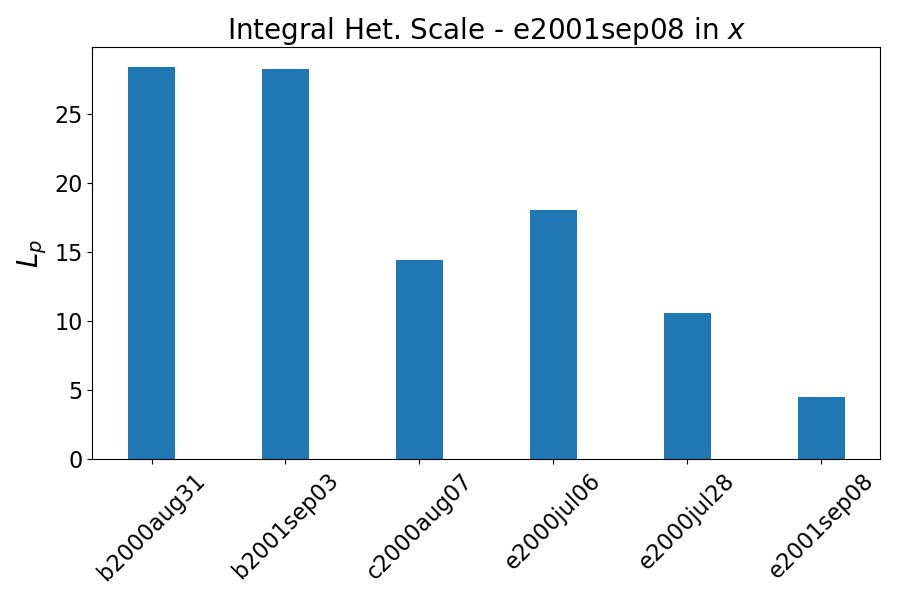 Integral Het. Scale - e2001sep08 in x
L_p
25
20
15
10
5
0
b2000aug31
b2001sep03
c2000aug07
e2000jul06
e2000jul28
e2001sep08